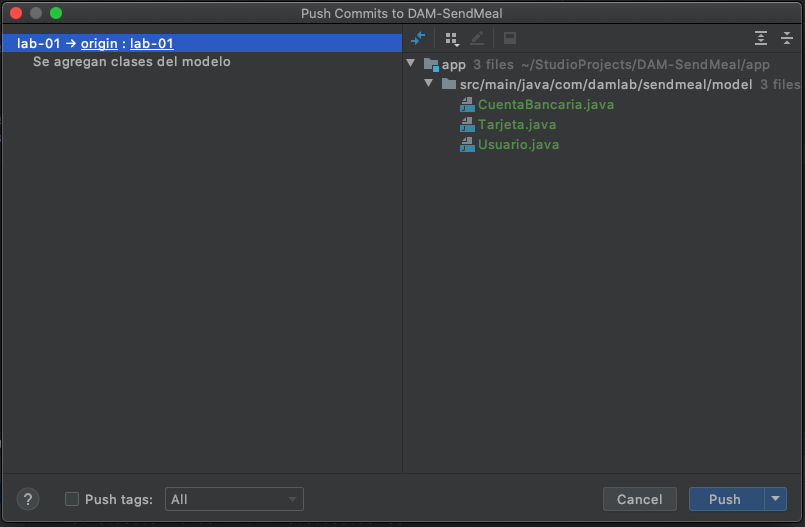 Push Commits to DAM-SendMeal
lab-01 → origin : lab-01
Se agregan clases del modelo
app 3 files ~/StudioProjects/DAM-SendMeal/app
src/main/java/com/damlab/sendmeal/model 3 files
CuentaBancaria.java
Tarjeta.java
Usuario.java
? Push tags: All Cancel Push